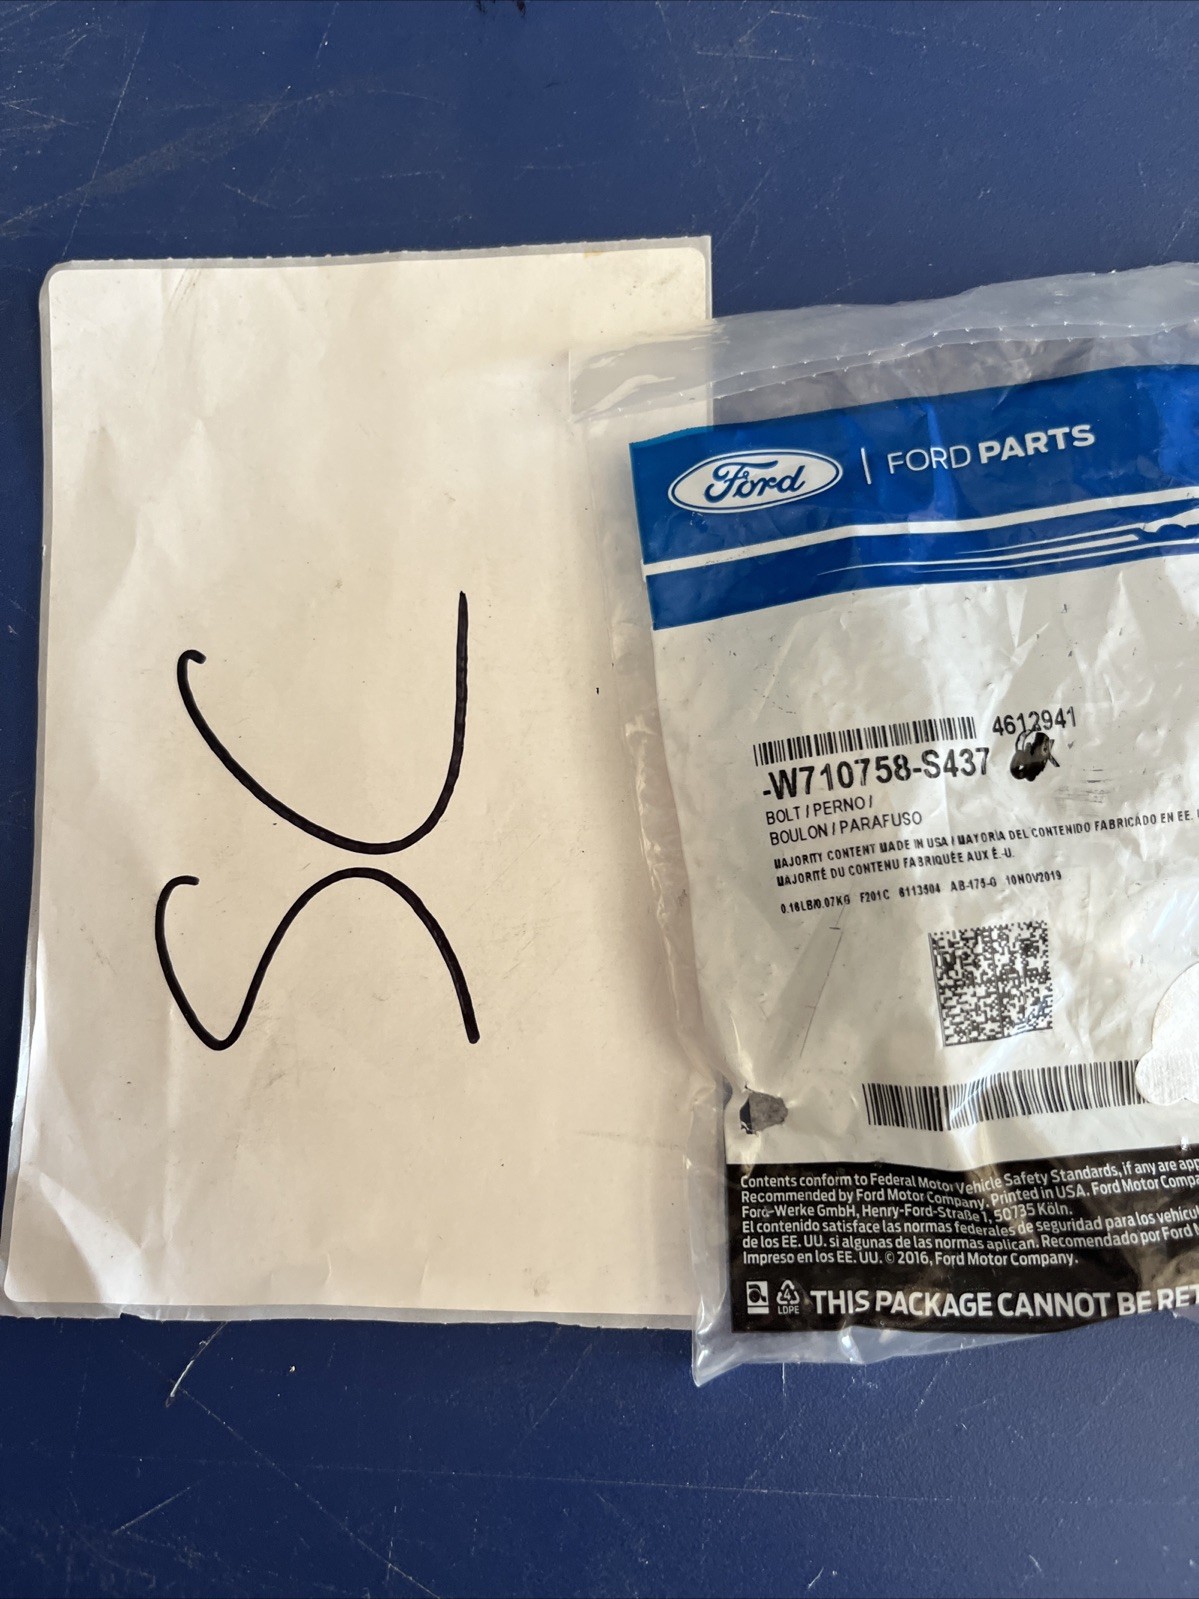 SC
Ford | FORD PARTS
4612941
-W710758-S437
BOLT / PERNO /
BOULON / PARAFUSO
MAJORITY CONTENT MADE IN USA / MAYORIA DEL CONTENIDO FABRICADO EN EE.
MAJORITÉ DU CONTENU FABRIQUÉE AUX É.-U.
0.16LB/0.07KG F201C 6113504 AB-175-G 10NOV2019
Contents conform to Federal Motor Vehicle Safety Standards, if any are
Recommended by Ford Motor Company. Printed in USA. Ford Motor
Ford-Werke GmbH, Henry-Ford-Straße 1, 50735 Köln.
El contenido satisface las normas federales de seguridad para los
de los EE. UU. si algunas de las normas aplican. Recomendado por Ford
Impreso en los EE. UU. © 2016, Ford Motor Company.
4
LDPE
THIS PACKAGE CANNOT BE